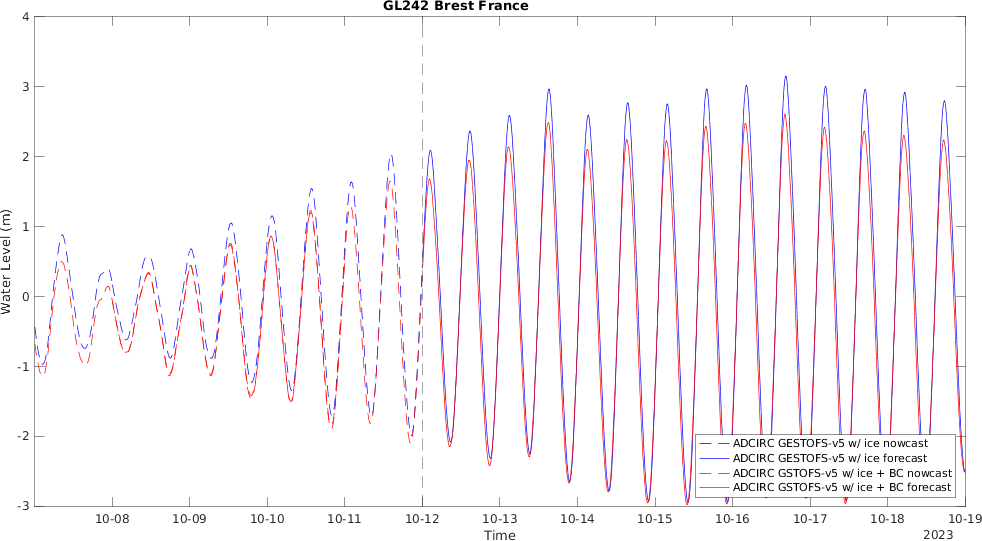 GL242 Brest France
Water Level (m)
4
3
2
1
0
-1
-2
-3
10-08 10-09 10-10 10-11 10-12 10-13 10-14 10-15 10-16 10-17 10-18 10-19
Time
2023
ADCIRC GESTOFS-v5 w/ ice nowcast
ADCIRC GESTOFS-v5 w/ ice forecast
ADCIRC GSTOFS-v5 w/ ice + BC nowcast
ADCIRC GSTOFS-v5 w/ ice + BC forecast